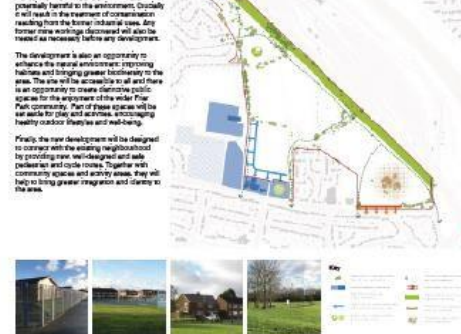 potentially harmful to the environment. Crucially
it will result in the treatment of contamination
resulting from the former industrial uses. Any
former mine workings discovered will also be
treated as necessary before any development.
The development is also an opportunity to
enhance the natural environment: improving
habitats and bringing greater biodiversity to the
area. The site will be accessible to all and there
is an opportunity to create distinctive public
spaces for the enjoyment of the wider Friar
Park community. Part of these spaces will be
set aside for play and activities, encouraging
healthy outdoor lifestyles and well-being.
Finally, the new development will be designed
to connect with the existing neighbourhood
by providing new, well-designed and safe
pedestrian and cycle routes. Together with
community spaces and activity areas, they will
help to bring greater integration and identity to
the area.
Key